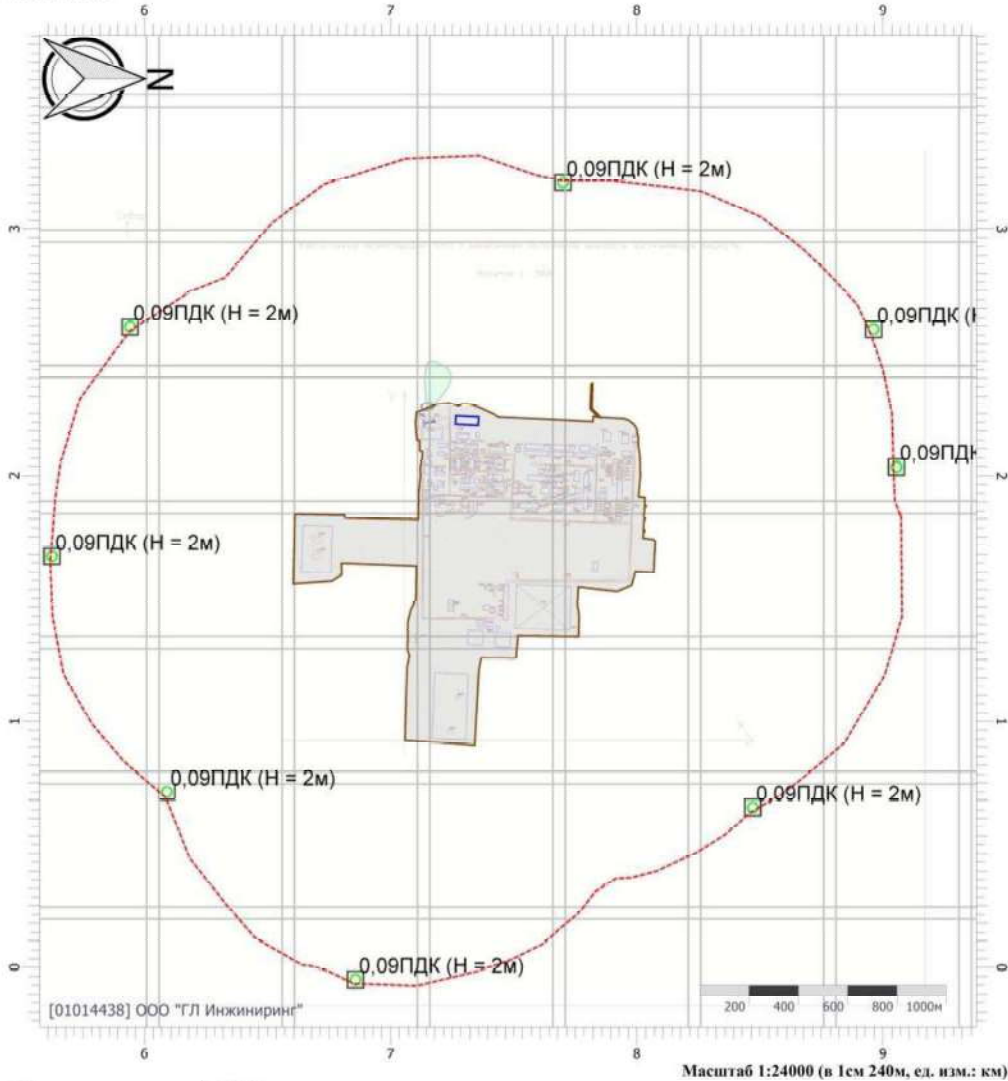 6 7 8 9
N
0,09ПДК (Н = 2м)
3 3
0,09ПДК (Н = 2м)
0,09ПДК (Н
0,09ПДК
2 2
0,09ПДК (Н = 2м)
1 1
0,09ПДК (Н = 2м)
0,09ПДК (Н = 2м)
0 0
0,09ПДК (Н = 2м)
[01014438] ООО "ГЛ Инжиниринг"
200 400 600 800 1000м
6 7 8 9
Масштаб 1:24000 (в 1см 240м, ед. изм.: км)